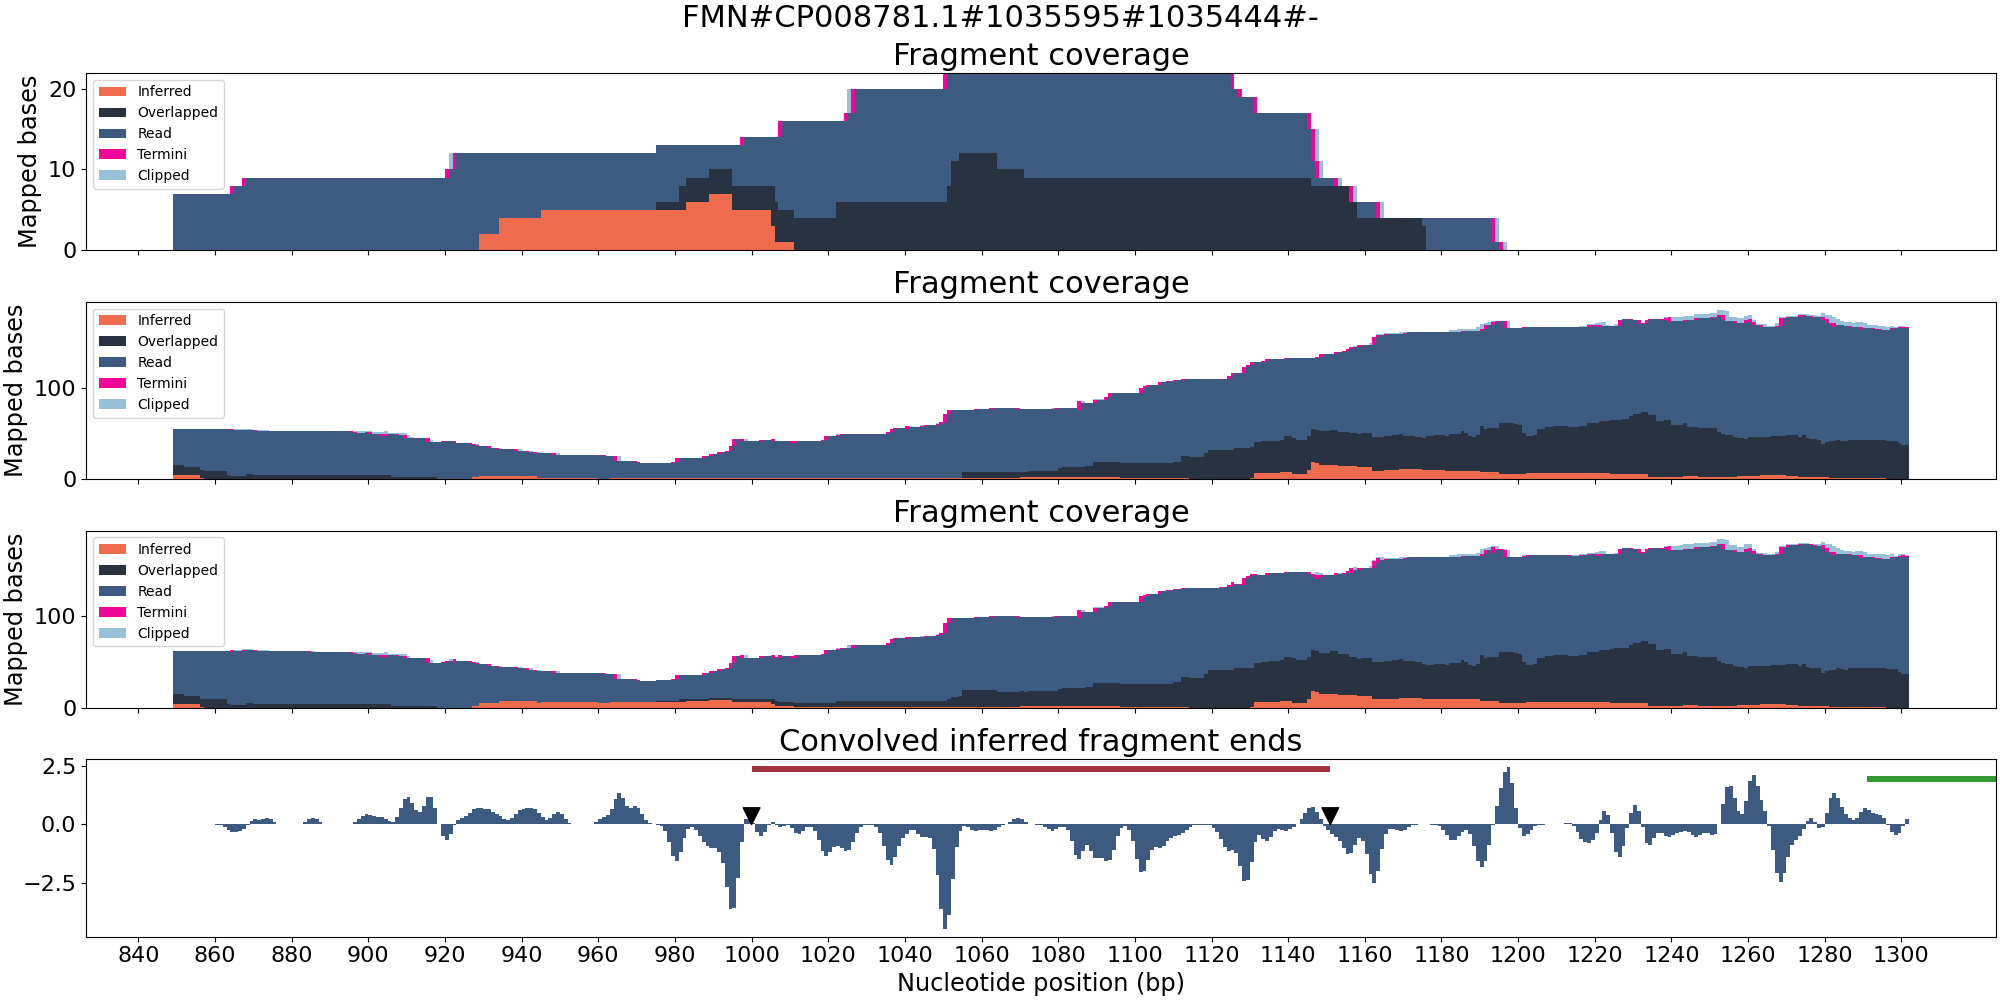 FMN#CP008781.1#1035595#1035444#-
Fragment coverage
Mapped bases
20
10
0
Inferred
Overlapped
Read
Termini
Clipped
Fragment coverage
Mapped bases
100
0
Inferred
Overlapped
Read
Termini
Clipped
Fragment coverage
Mapped bases
100
0
Inferred
Overlapped
Read
Termini
Clipped
Convolved inferred fragment ends
2.5
0.0
−2.5
840 860 880 900 920 940 960 980 1000 1020 1040 1060 1080 1100 1120 1140 1160 1180 1200 1220 1240 1260 1280 1300
Nucleotide position (bp)